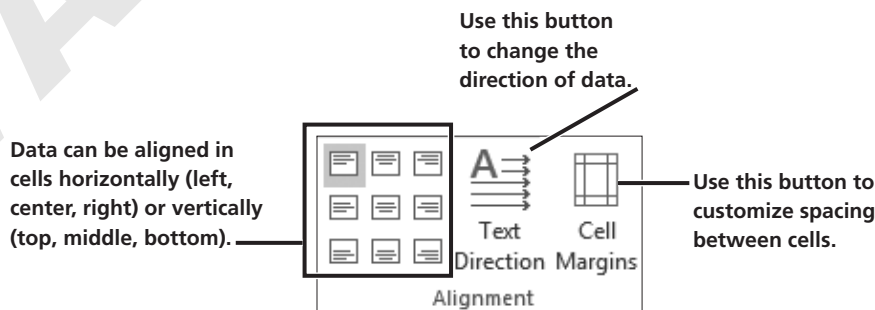 Use this button
to change the
direction of data.
Data can be aligned in
cells horizontally (left,
center, right) or vertically
(top, middle, bottom).
A
Text
Direction
Cell
Margins
Alignment
Use this button to
customize spacing
between cells.